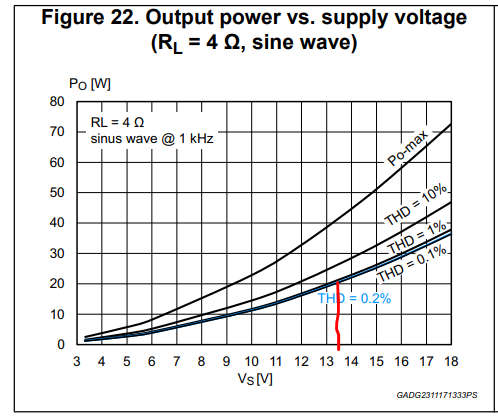 Figure 22. Output power vs. supply voltage
(RL = 4 Ω, sine wave)
PO [W]
80
RL = 4 Ω
70
sinus wave @ 1 kHz
Po-max
60
50
THD = 10%
40
THD = 1%
30
THD = 0.1%
20
THD = 0.2%
10
0
3 4 5 6 7 8 9 10 11 12 13 14 15 16 17 18
VS [V]
GADG2311171333PS